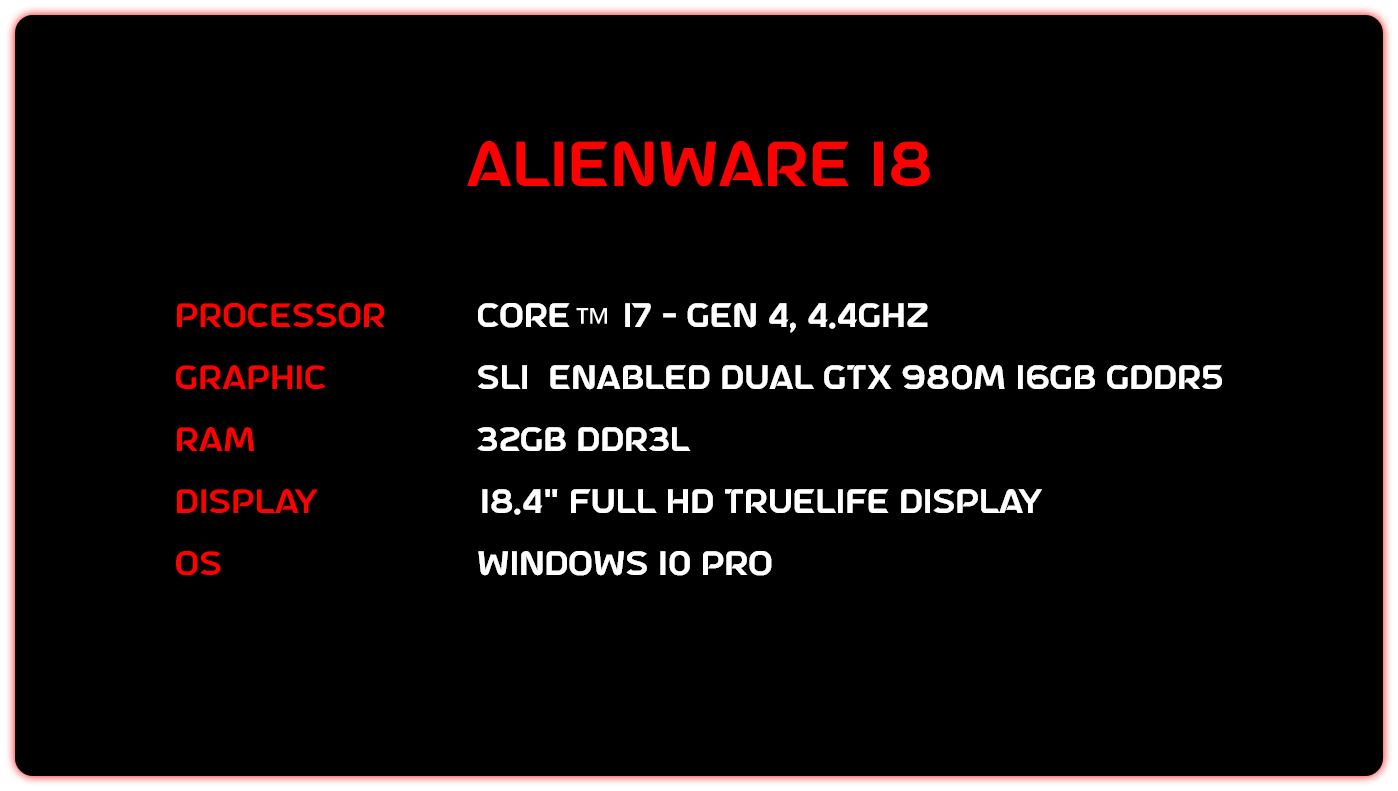 ALIENWARE 18
PROCESSOR CORE™ I7 - GEN 4, 4.4GHZ
GRAPHIC SLI ENABLED DUAL GTX 980M 16GB GDDR5
RAM 32GB DDR3L
DISPLAY 18.4" FULL HD TRUELIFE DISPLAY
OS WINDOWS 10 PRO